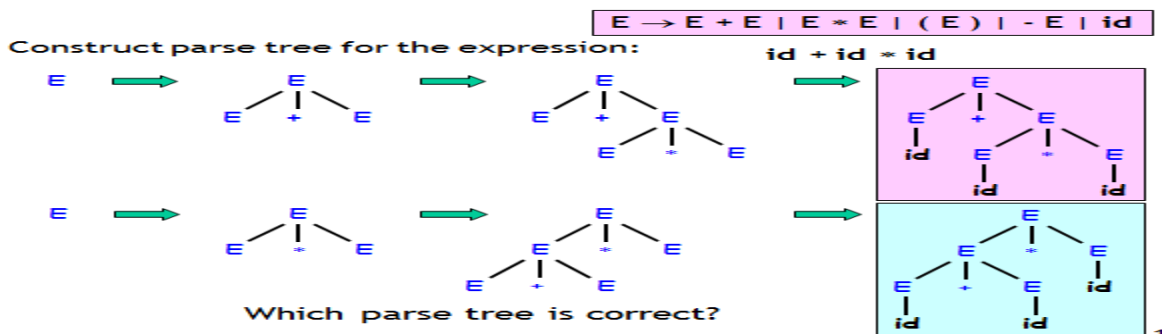 E → E + E | E * E | ( E ) | - E | id
Construct parse tree for the expression: id + id * id
E E E E
E + E E + E E + E
E * E id E * E
id id
E E E E
E * E E * E E * E
E + E E + E id
id id
Which parse tree is correct?